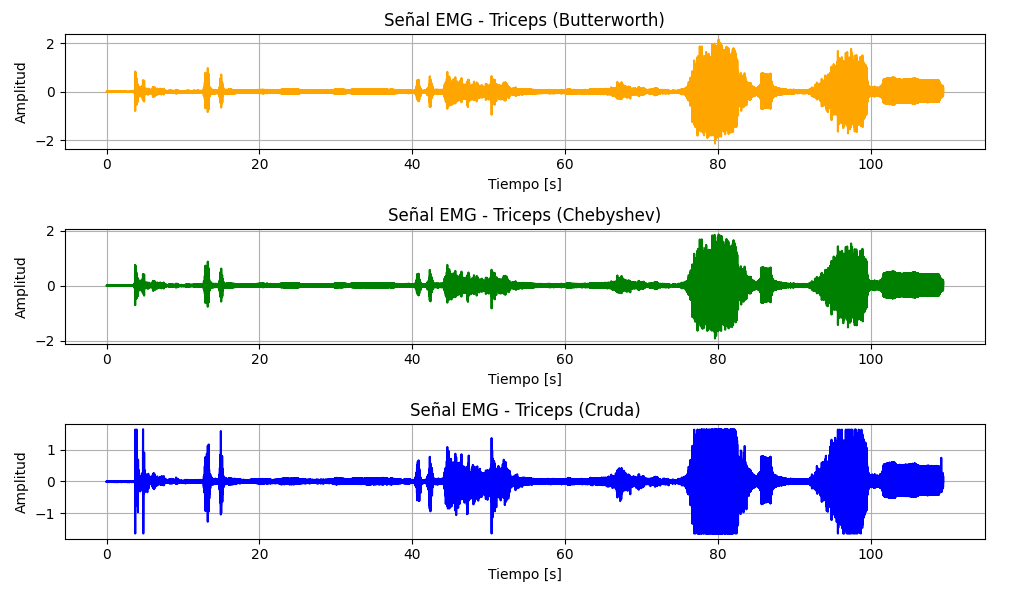 Señal EMG - Triceps (Butterworth)
2
0
−2
Amplitud
0 20 40 60 80 100
Tiempo [s]
Señal EMG - Triceps (Chebyshev)
2
0
−2
Amplitud
0 20 40 60 80 100
Tiempo [s]
Señal EMG - Triceps (Cruda)
1
0
−1
Amplitud
0 20 40 60 80 100
Tiempo [s]